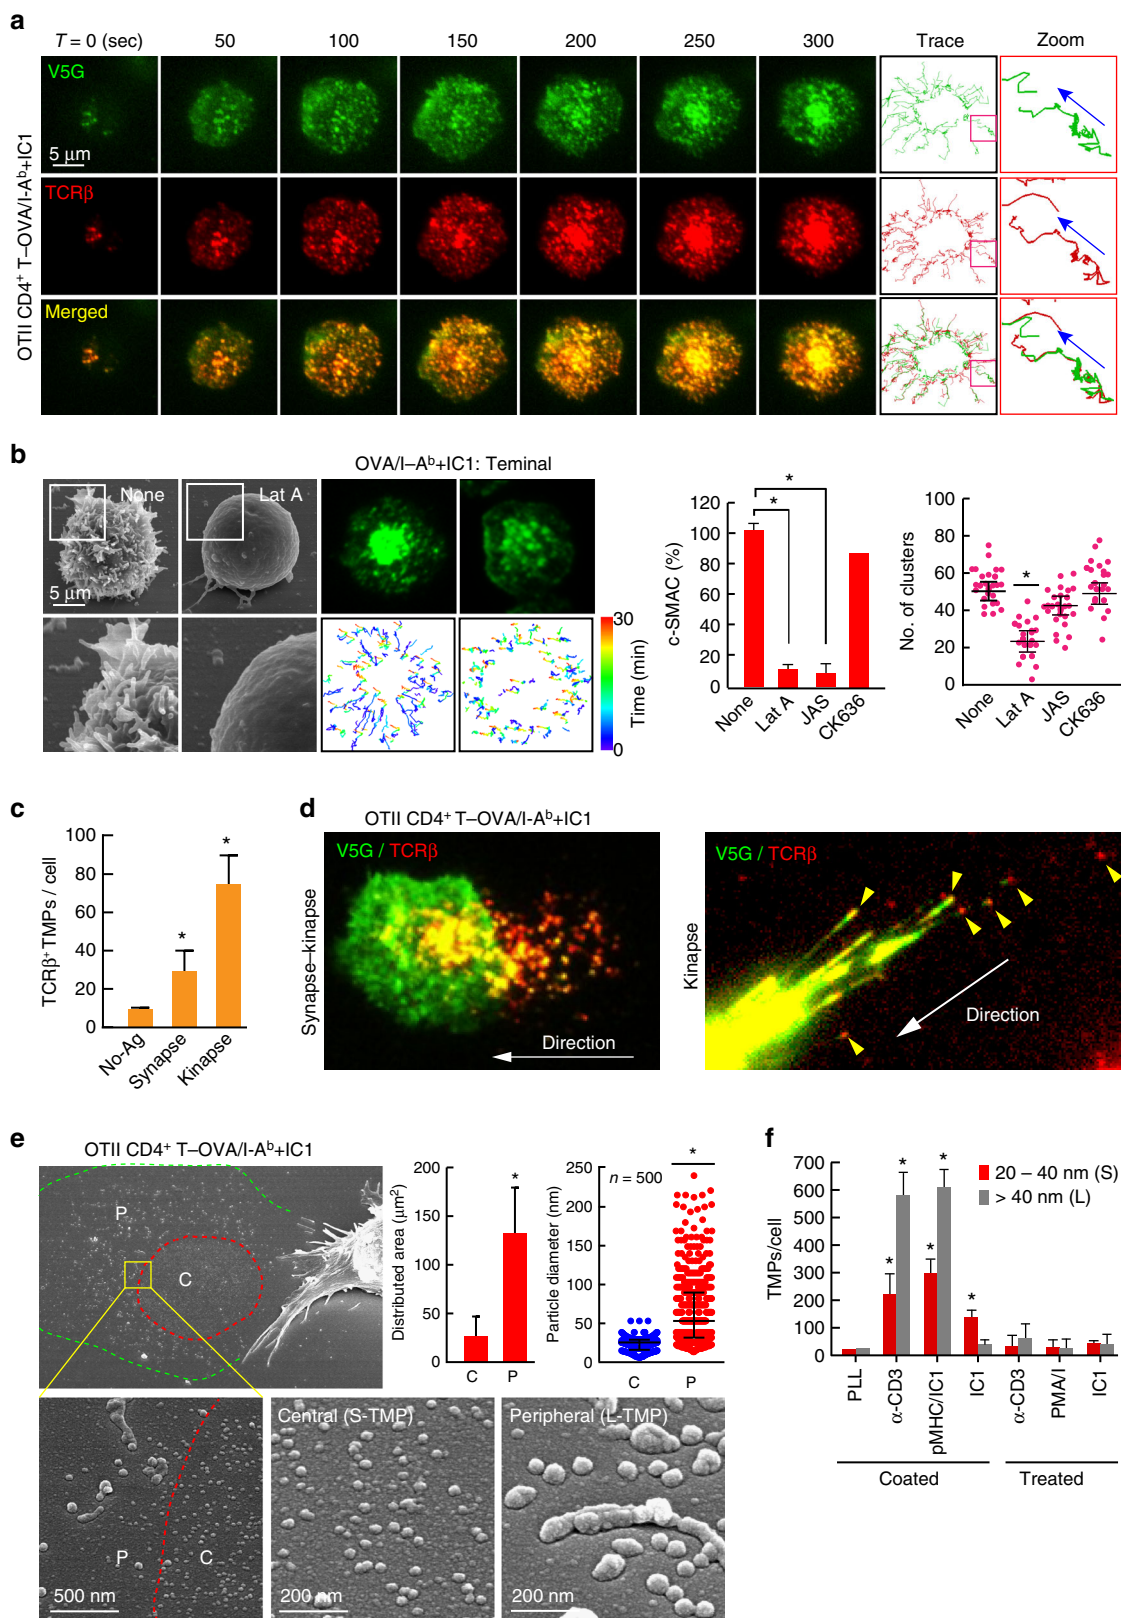 a
T = 0 (sec) 50 100 150 200 250 300 Trace Zoom
OTII CD4⁺ T–OVA/I-Aᵇ+IC1
V5G
5 μm
TCRβ
Merged
b
OVA/I–Aᵇ+IC1: Teminal
None
Lat A
5 μm
30
Time (min)
0
c-SMAC (%)
120
100
80
60
40
20
0
* *
None Lat A JAS CK636
No. of clusters
100
80
60
40
20
0
*
None Lat A JAS CK636
c
TCRβ⁺ TMPs / cell
100
80
60
40
20
0
* *
No-Ag Synapse Kinapse
d
OTII CD4⁺ T–OVA/I-Aᵇ+IC1
Synapse–kinapse
V5G / TCRβ
Direction
Kinapse
V5G / TCRβ
Direction
e
OTII CD4⁺ T–OVA/I-Aᵇ+IC1
P
C
Distributed area (μm²)
200
150
100
50
0
*
C P
Particle diameter (nm)
250
200
150
100
50
0
n = 500
*
C P
P C
500 nm
Central (S-TMP)
200 nm
Peripheral (L-TMP)
200 nm
f
TMPs/cell
700
600
500
400
300
200
100
0
20 – 40 nm (S)
> 40 nm (L)
* * * * *
PLL α-CD3 pMHC/IC1 IC1 α-CD3 PMA/I IC1
Coated Treated